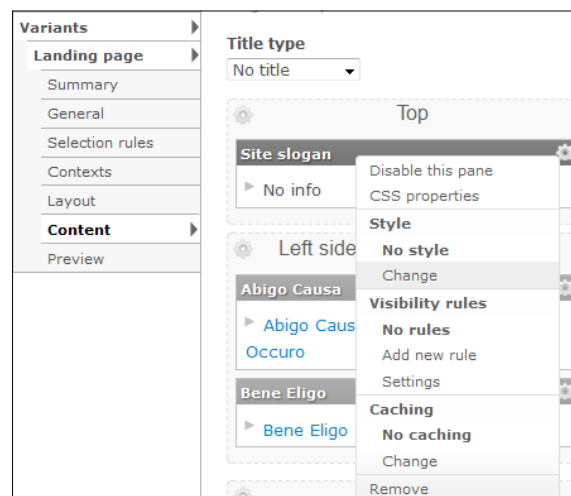 Variants
Landing page
Summary
General
Selection rules
Contexts
Layout
Content
Preview
Title type
No title
Top
Site slogan
No info
Left side
Abigo Causa
Abigo Caus
Occuro
Bene Eligo
Bene Eligo
Disable this pane
CSS properties
Style
No style
Change
Visibility rules
No rules
Add new rule
Settings
Caching
No caching
Change
Remove